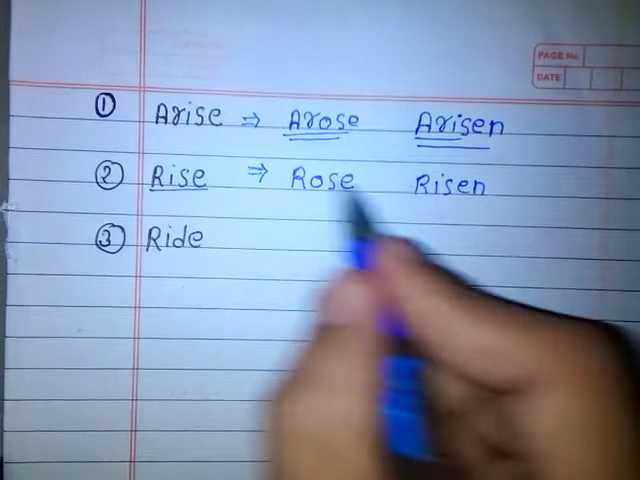 PAGE No
DATE
① Arise ⇒ Arose Arisen
② Rise ⇒ Rose Risen
③ Ride